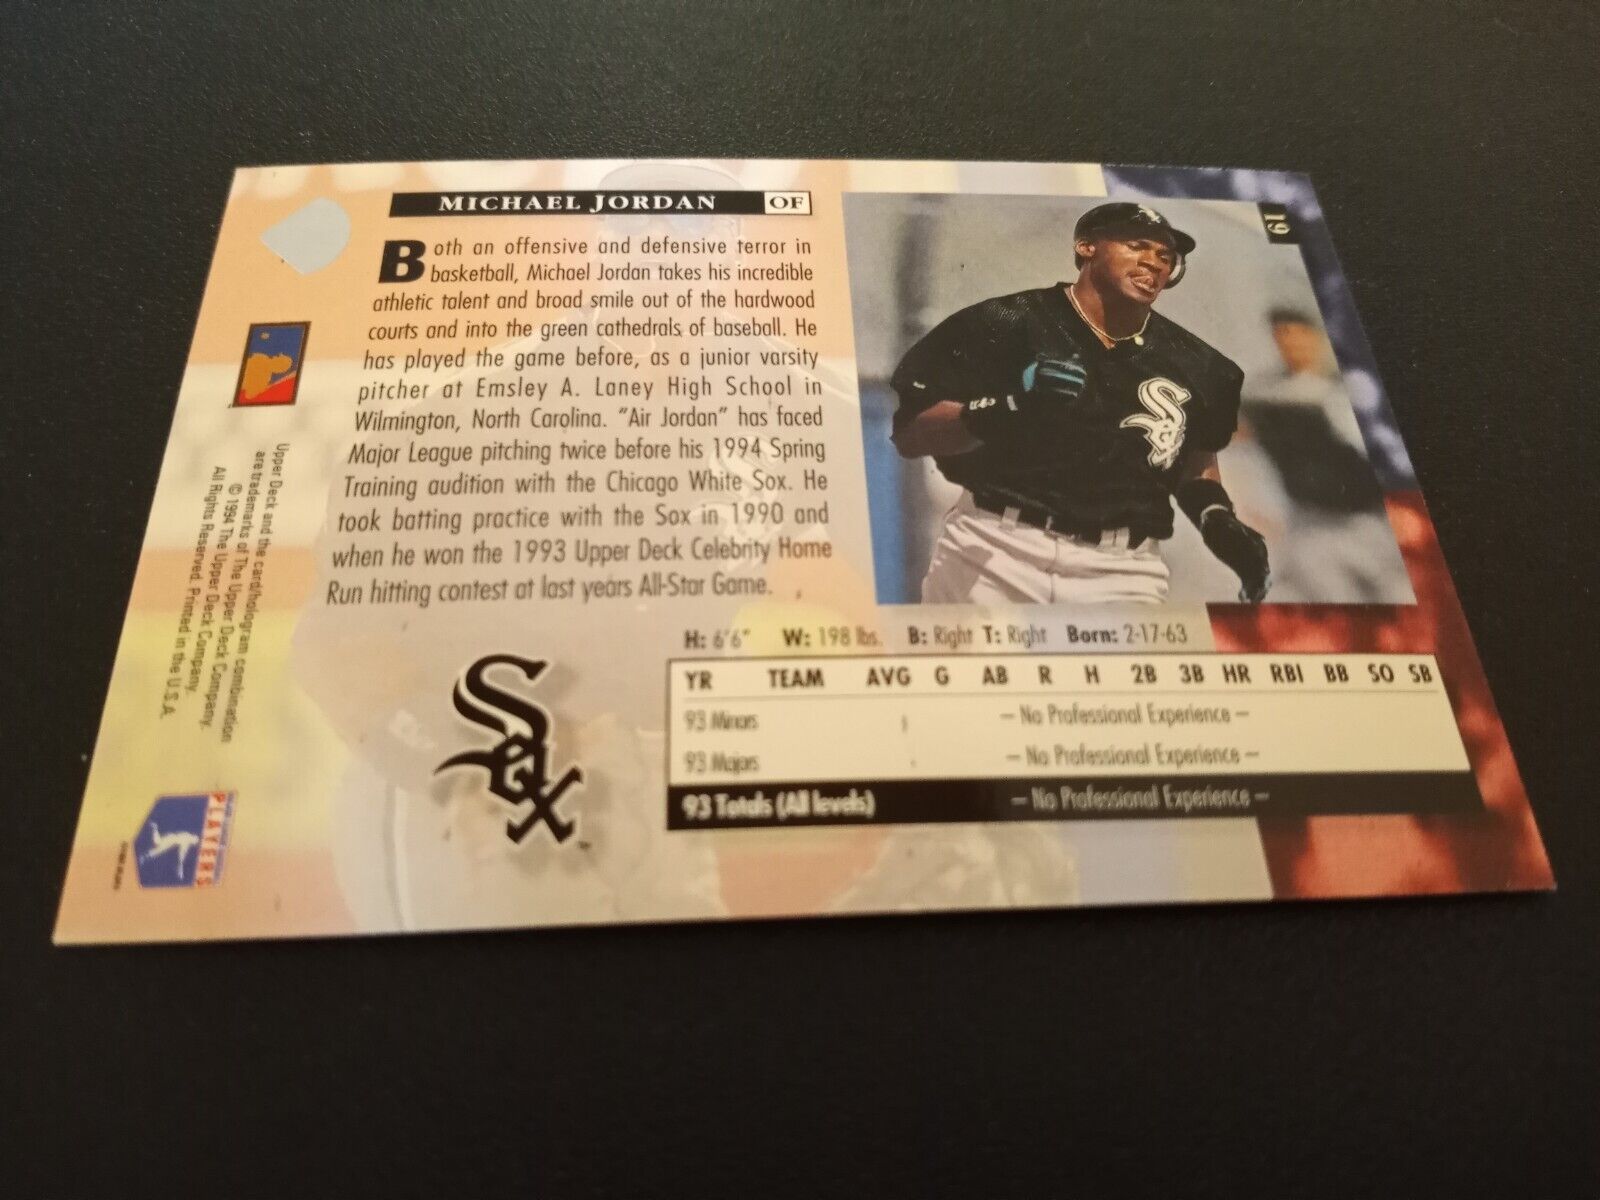 MICHAEL JORDAN OF
19
Both an offensive and defensive terror in
basketball, Michael Jordan takes his incredible
athletic talent and broad smile out of the hardwood
courts and into the green cathedrals of baseball. He
has played the game before, as a junior varsity
pitcher at Emsley A. Laney High School in
Wilmington, North Carolina. "Air Jordan" has faced
Major League pitching twice before his 1994 Spring
Training audition with the Chicago White Sox. He
took batting practice with the Sox in 1990 and
when he won the 1993 Upper Deck Celebrity Home
Run hitting contest at last years All-Star Game.
Sox
H: 6'6" W: 198 lbs. B: Right T: Right Born: 2-17-63
YR TEAM AVG G AB R H 2B 3B HR RBI BB SO SB
93 Minors – No Professional Experience –
93 Majors – No Professional Experience –
93 Totals (All levels) – No Professional Experience –
Sox
Upper Deck and the card/hologram combination
are trademarks of The Upper Deck Company
© 1994 The Upper Deck Company.
All Rights Reserved. Printed in the U.S.A.
PLAYERS